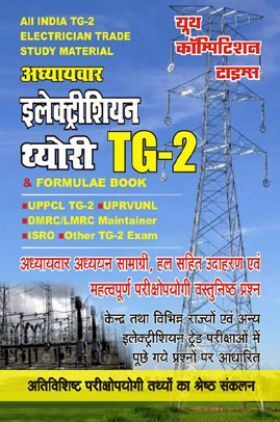 All INDIA TG-2
ELECTRICIAN TRADE
STUDY MATERIAL
यूथ
कॉम्पिटिशन
टाइम्स
अध्यायवार
इलेक्ट्रीशियन
थ्योरी TG-2
& FORMULAE BOOK
▪UPPCL TG-2 ▪UPRVUNL
▪DMRC/LMRC Maintainer
▪ISRO ▪Other TG-2 Exam
अध्यायवार अध्ययन सामाग्री, हल सहित उदाहरण एवं
महत्वपूर्ण परीक्षोपयोगी वस्तुनिष्ठ प्रश्न
केन्द्र तथा विभिन्न राज्यों एवं अन्य
इलेक्ट्रीशियन ट्रेड परीक्षाओं में
पूछे गये प्रश्नों पर आधारित
अतिविशिष्ट परीक्षोपयोगी तथ्यों का श्रेष्ठ संकलन